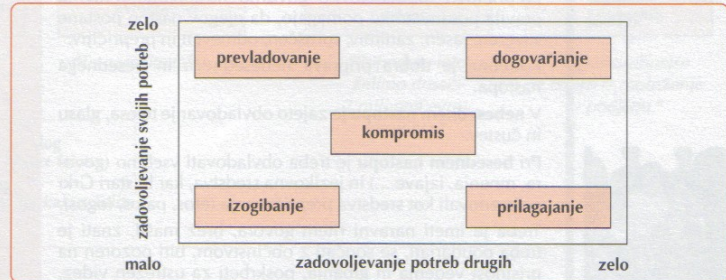 zelo
prevladovanje
dogovarjanje
kompromis
izogibanje
prilagajanje
zadovoljevanje svojih potreb
malo
zadovoljevanje potreb drugih
zelo